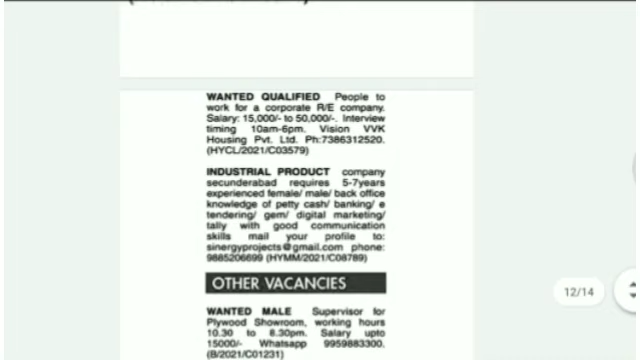 WANTED QUALIFIED People to
work for a corporate R/E company.
Salary: 15,000/- to 50,000/-. Interview
timing 10am-6pm. Vision VVK
Housing Pvt. Ltd. Ph:7386312520.
(HYCL/2021/C03579)
INDUSTRIAL PRODUCT company
secunderabad requires 5-7years
experienced female/ male/ back office
knowledge of petty cash/ banking/ e
tendering/ gem/ digital marketing/
tally with good communication
skills mail your profile to:
sinergyprojects@gmail.com phone:
9885206699 (HYMM/2021/C08789)
OTHER VACANCIES
WANTED MALE Supervisor for
Plywood Showroom, working hours
10.30 to 8.30pm. Salary upto
15000/- Whatsapp 9959883300.
(B/2021/C01231)
12/14